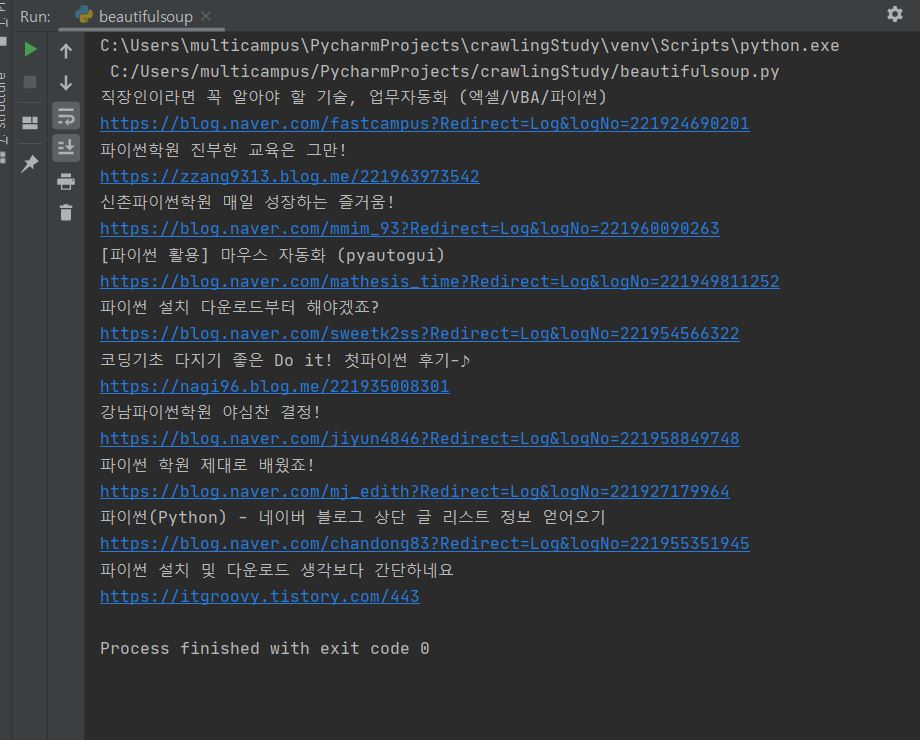 Run:
beautifulsoup
C:\Users\multicampus\PycharmProjects\crawlingStudy\venv\Scripts\python.exe
C:/Users/multicampus/PycharmProjects/crawlingStudy/beautifulsoup.py
직장인이라면 꼭 알아야 할 기술, 업무자동화 (엑셀/VBA/파이썬)
https://blog.naver.com/fastcampus?Redirect=Log&logNo=221924690201
파이썬학원 진부한 교육은 그만!
https://zzang9313.blog.me/221963973542
신촌파이썬학원 매일 성장하는 즐거움!
https://blog.naver.com/mmim_93?Redirect=Log&logNo=221960090263
[파이썬 활용] 마우스 자동화 (pyautogui)
https://blog.naver.com/mathesis_time?Redirect=Log&logNo=221949811252
파이썬 설치 다운로드부터 해야겠죠?
https://blog.naver.com/sweetk2ss?Redirect=Log&logNo=221954566322
코딩기초 다지기 좋은 Do it! 첫파이썬 후기-♪
https://nagi96.blog.me/221935008301
강남파이썬학원 야심찬 결정!
https://blog.naver.com/jiyun4846?Redirect=Log&logNo=221958849748
파이썬 학원 제대로 배웠죠!
https://blog.naver.com/mj_edith?Redirect=Log&logNo=221927179964
파이썬(Python) - 네이버 블로그 상단 글 리스트 정보 얻어오기
https://blog.naver.com/chandong83?Redirect=Log&logNo=221955351945
파이썬 설치 및 다운로드 생각보다 간단하네요
https://itgroovy.tistory.com/443
Process finished with exit code 0